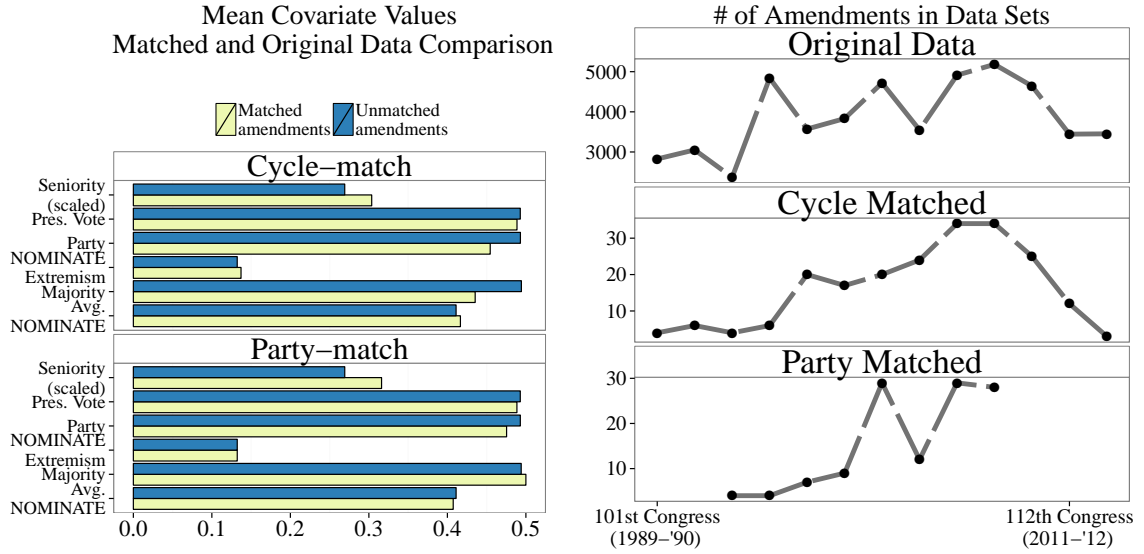 Mean Covariate Values
Matched and Original Data Comparison
Matched
amendments
Unmatched
amendments
Cycle−match
Seniority
(scaled)
Pres. Vote
Party
NOMINATE
Extremism
Majority
Avg.
NOMINATE
Party−match
Seniority
(scaled)
Pres. Vote
Party
NOMINATE
Extremism
Majority
Avg.
NOMINATE
0.0 0.1 0.2 0.3 0.4 0.5
# of Amendments in Data Sets
Original Data
5000
4000
3000
Cycle Matched
30
20
10
Party Matched
30
20
10
101st Congress
(1989−'90)
112th Congress
(2011−'12)